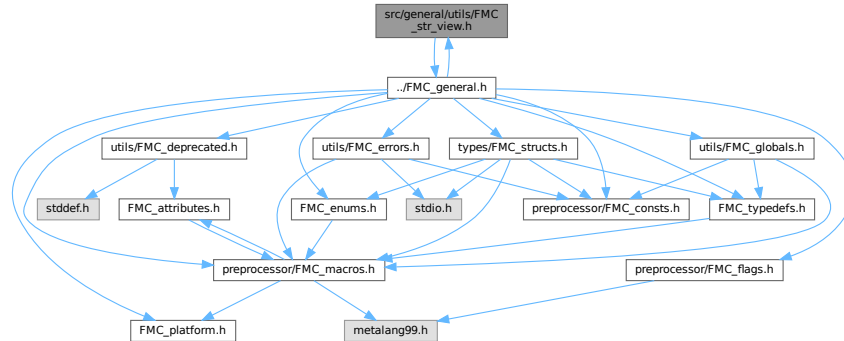 src/general/utils/FMC
_str_view.h
../FMC_general.h
utils/FMC_deprecated.h
utils/FMC_errors.h
types/FMC_structs.h
utils/FMC_globals.h
stddef.h
FMC_attributes.h
FMC_enums.h
stdio.h
preprocessor/FMC_consts.h
FMC_typedefs.h
preprocessor/FMC_macros.h
preprocessor/FMC_flags.h
FMC_platform.h
metalang99.h